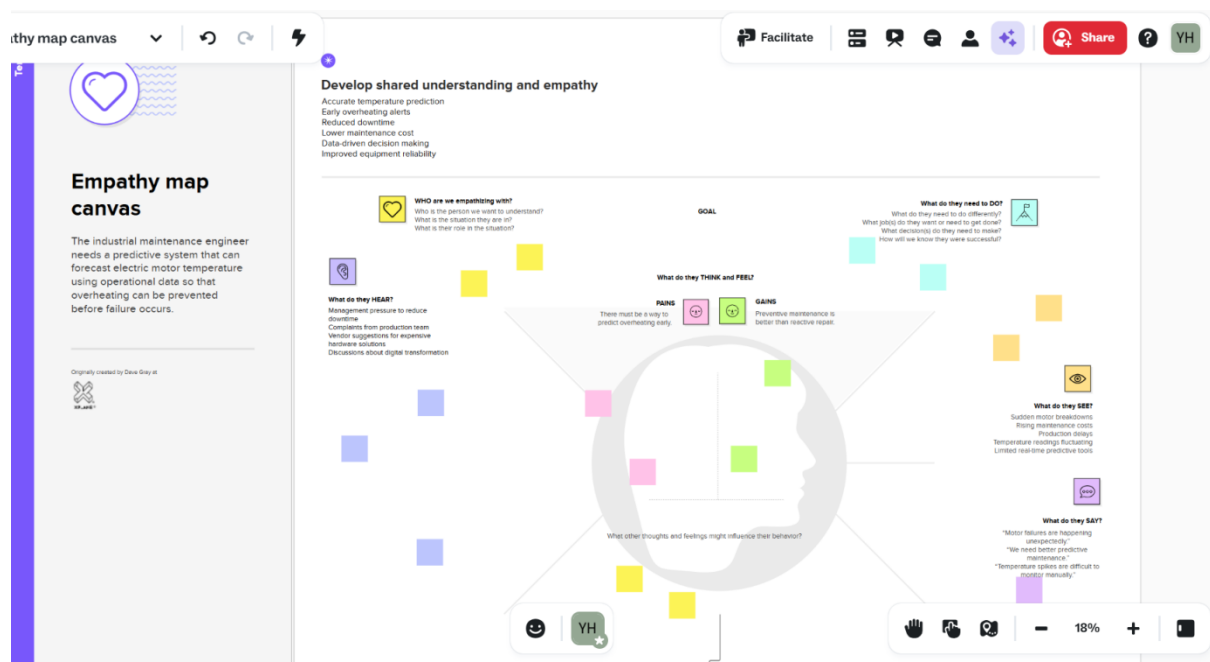 thy map canvas
Facilitate
Share
YH
Te
Empathy map
canvas
The industrial maintenance engineer
needs a predictive system that can
forecast electric motor temperature
using operational data so that
overheating can be prevented
before failure occurs.
Originally created by Dave Gray at
XPLANE
Develop shared understanding and empathy
Accurate temperature prediction
Early overheating alerts
Reduced downtime
Lower maintenance cost
Data-driven decision making
Improved equipment reliability
WHO are we empathizing with?
Who is the person we want to understand?
What is the situation they are in?
What is their role in the situation?
GOAL
What do they need to DO?
What do they need to do differently?
What job(s) do they want or need to get done?
What decision(s) do they need to make?
How will we know they were successful?
What do they HEAR?
Management pressure to reduce
downtime
Complaints from production team
Vendor suggestions for expensive
hardware solutions
Discussions about digital transformation
What do they THINK and FEEL?
PAINS
There must be a way to
predict overheating early.
GAINS
Preventive maintenance is
better than reactive repair.
What do they SEE?
Sudden motor breakdowns
Rising maintenance costs
Production delays
Temperature readings fluctuating
Limited real-time predictive tools
What do they SAY?
"Motor failures are happening
unexpectedly."
"We need better predictive
maintenance."
"Temperature spikes are difficult to
monitor manually."
What other thoughts and feelings might influence their behavior?
YH
18%